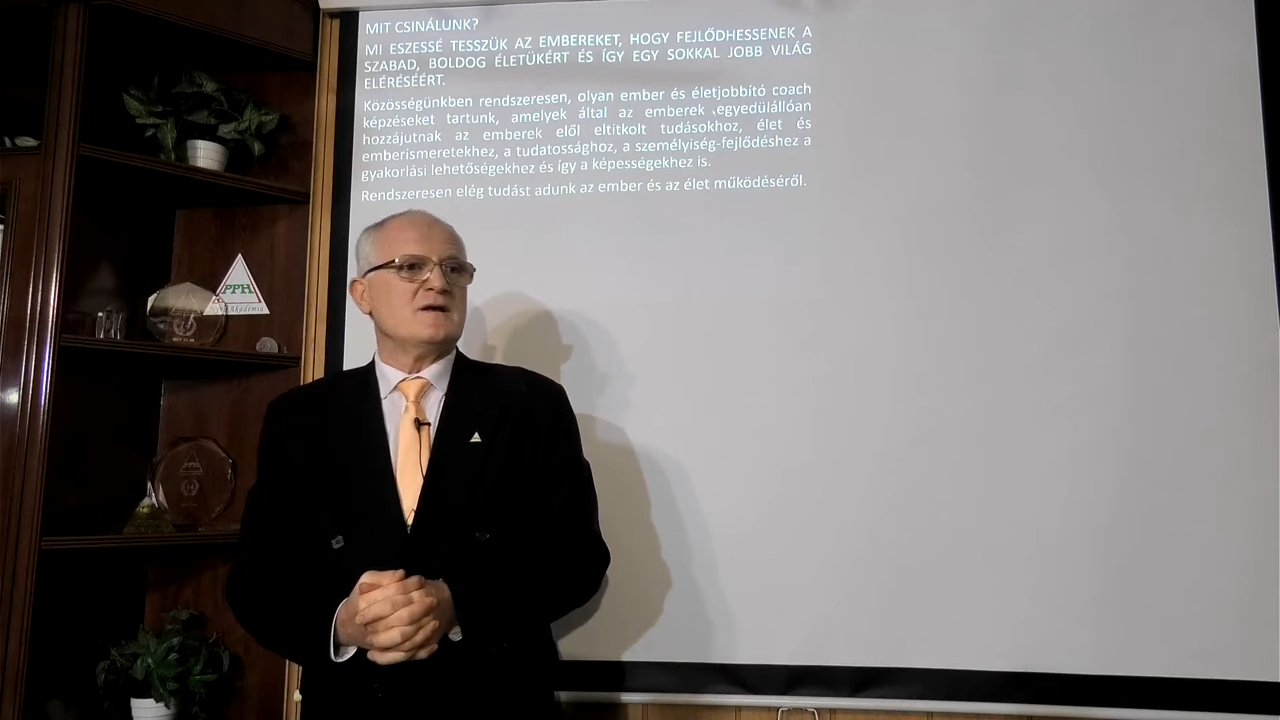 MIT CSINÁLUNK?
MI ESZESSÉ TESSZÜK AZ EMBEREKET, HOGY FEJLŐDHESSENEK A
SZABAD, BOLDOG ÉLETÜKÉRT ÉS ÍGY EGY SOKKAL JOBB VILÁG
ELÉRÉSÉÉRT.
Közösségünkben rendszeresen, olyan ember és életjobbító coach
képzéseket tartunk, amelyek által az emberek egyedülállóan
hozzájutnak az emberek elől eltitkolt tudásokhoz, élet és
emberismeretekhez, a tudatossághoz, a személyiség-fejlődéshez a
gyakorlási lehetőségekhez és így a képességekhez is.
Rendszeresen elég tudást adunk az ember és az élet működéséről.
PPH
Akadémia
PPH